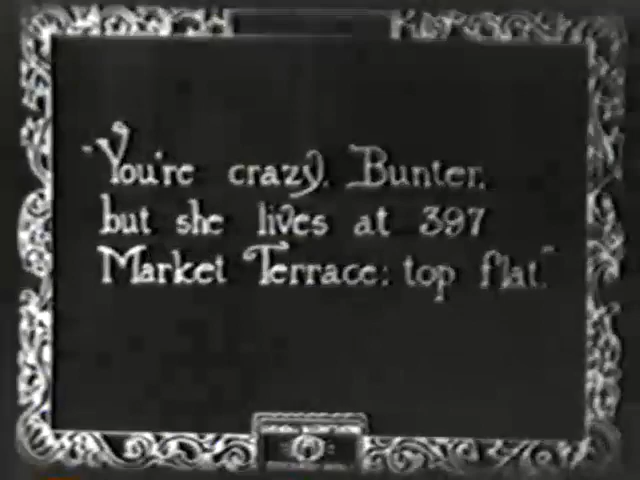 "You're crazy, Bunter,
but she lives at 397
Market Terrace: top flat."